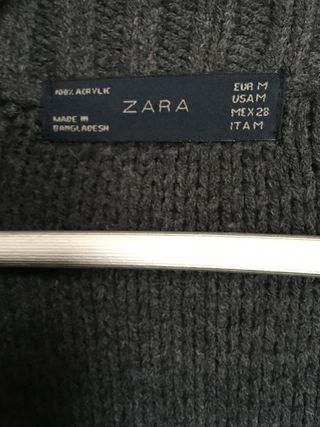 100% ACRYLIC
MADE IN
BANGLADESH
ZARA
EUR M
USA M
MEX 28
ITA M